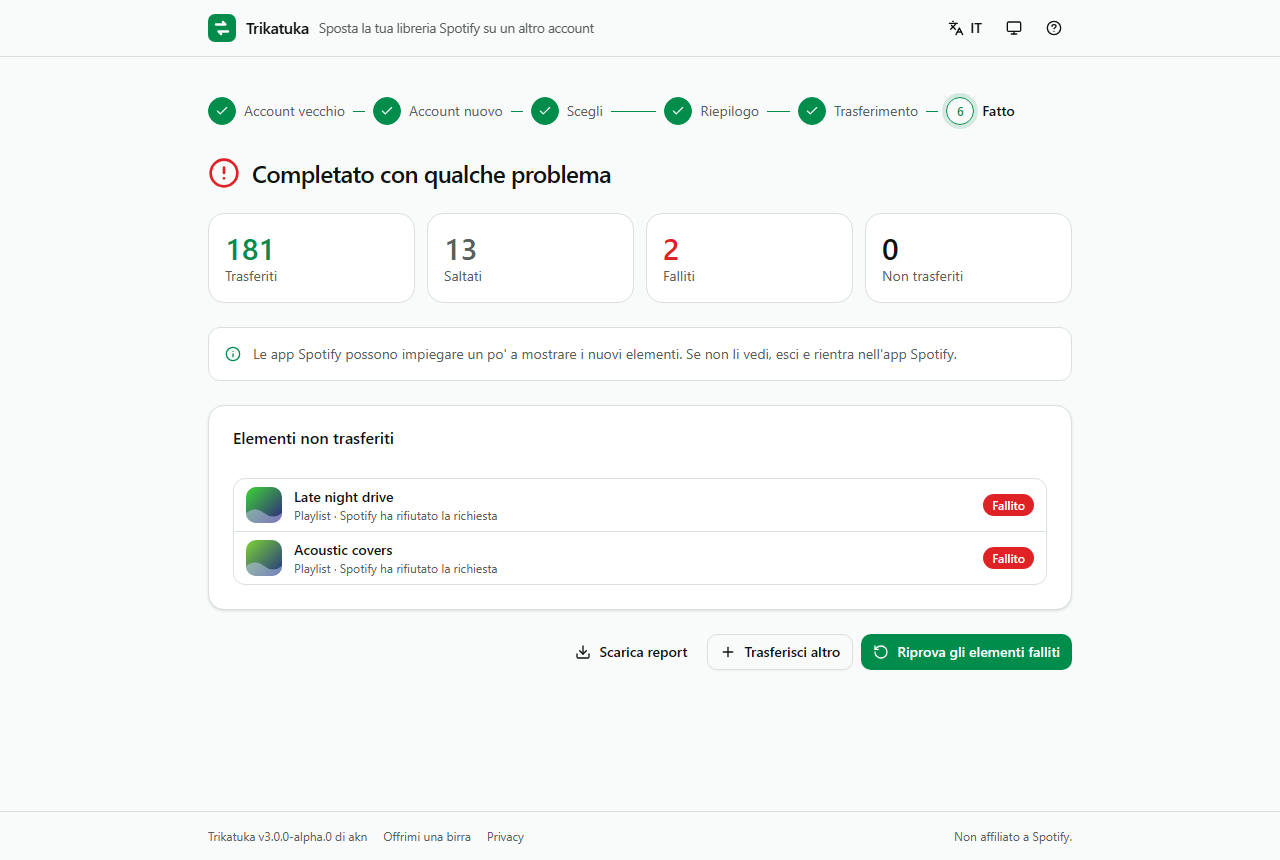 Trikatuka Sposta la tua libreria Spotify su un altro account IT
Account vecchio Account nuovo Scegli Riepilogo Trasferimento 6 Fatto
Completato con qualche problema
181 13 2 0
Trasferiti Saltati Falliti Non trasferiti
Le app Spotify possono impiegare un po' a mostrare i nuovi elementi. Se non li vedi, esci e rientra nell'app Spotify.
Elementi non trasferiti
Late night drive
Playlist · Spotify ha rifiutato la richiesta
Fallito
Acoustic covers
Playlist · Spotify ha rifiutato la richiesta
Fallito
Scarica report Trasferisci altro Riprova gli elementi falliti
Trikatuka v3.0.0-alpha.0 di akn Offrimi una birra Privacy Non affiliato a Spotify.